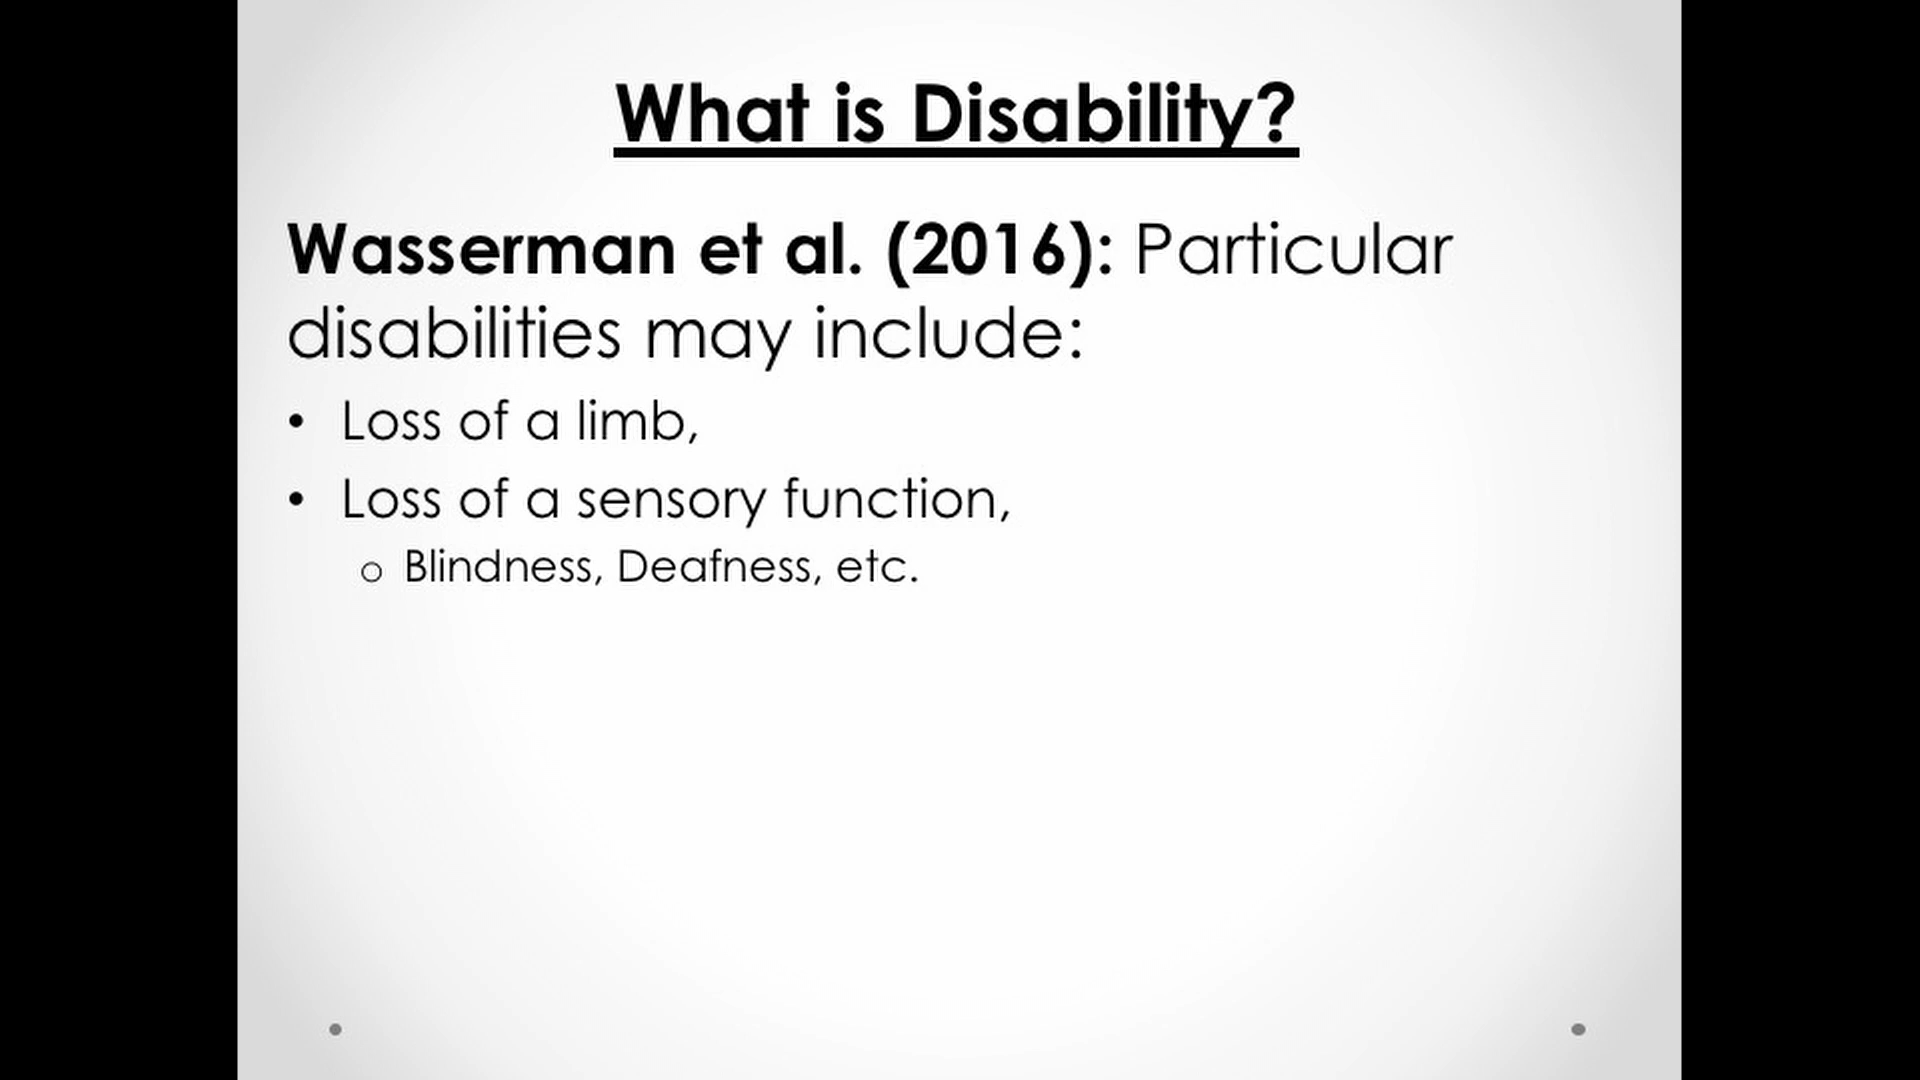 What is Disability?
Wasserman et al. (2016): Particular
disabilities may include:
• Loss of a limb,
• Loss of a sensory function,
o Blindness, Deafness, etc.